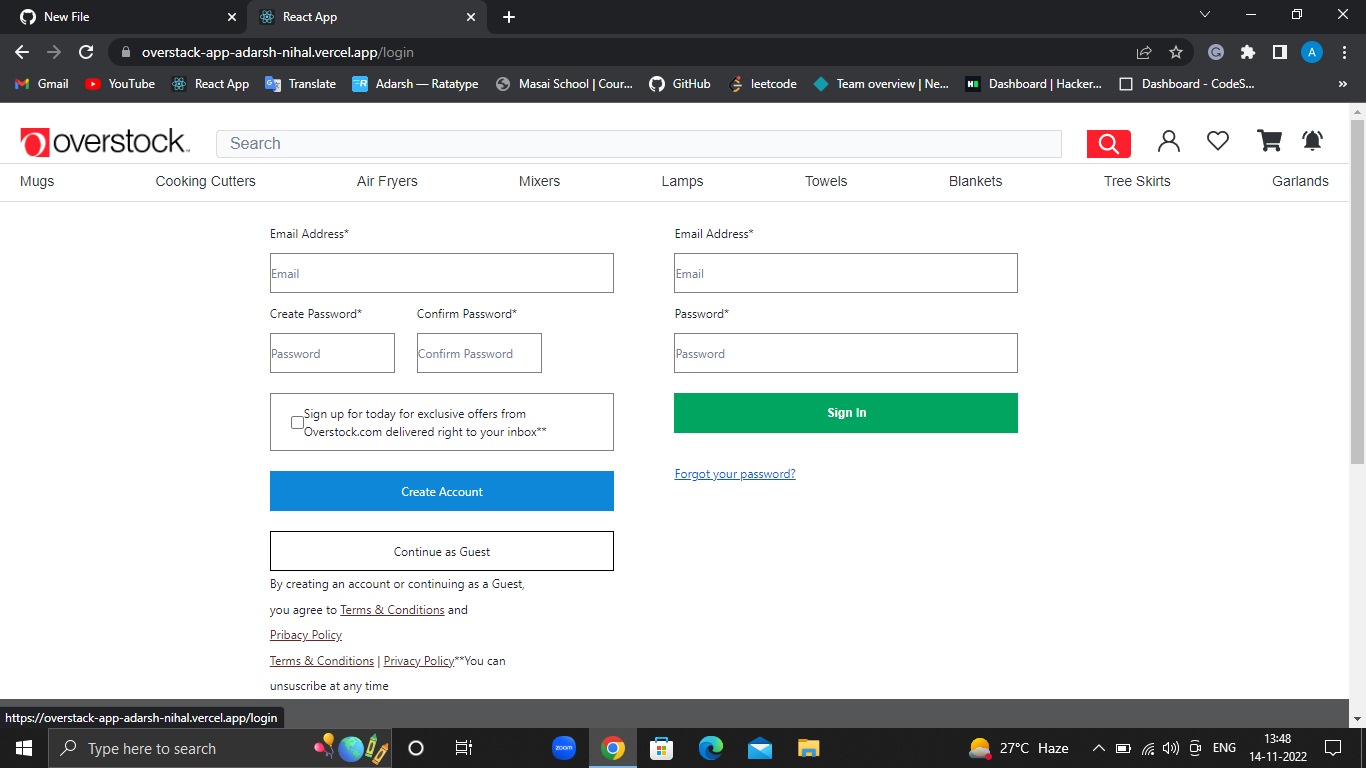 New File
React App
overstack-app-adarsh-nihal.vercel.app/login
A
Gmail
YouTube
React App
Translate
Adarsh — Ratatype
Masai School | Cour...
GitHub
leetcode
Team overview | Ne...
Dashboard | Hacker...
Dashboard - CodeS...
»
overstock™
Search
Mugs
Cooking Cutters
Air Fryers
Mixers
Lamps
Towels
Blankets
Tree Skirts
Garlands
Email Address*
Email
Create Password*
Confirm Password*
Password
Confirm Password
Sign up for today for exclusive offers from
Overstock.com delivered right to your inbox**
Create Account
Continue as Guest
By creating an account or continuing as a Guest,
you agree to Terms & Conditions and
Pribacy Policy
Terms & Conditions | Privacy Policy**You can
unsuscribe at any time
Email Address*
Email
Password*
Password
Sign In
Forgot your password?
https://overstack-app-adarsh-nihal.vercel.app/login
Type here to search
zoom
27°C Haze
ENG
13:48
14-11-2022